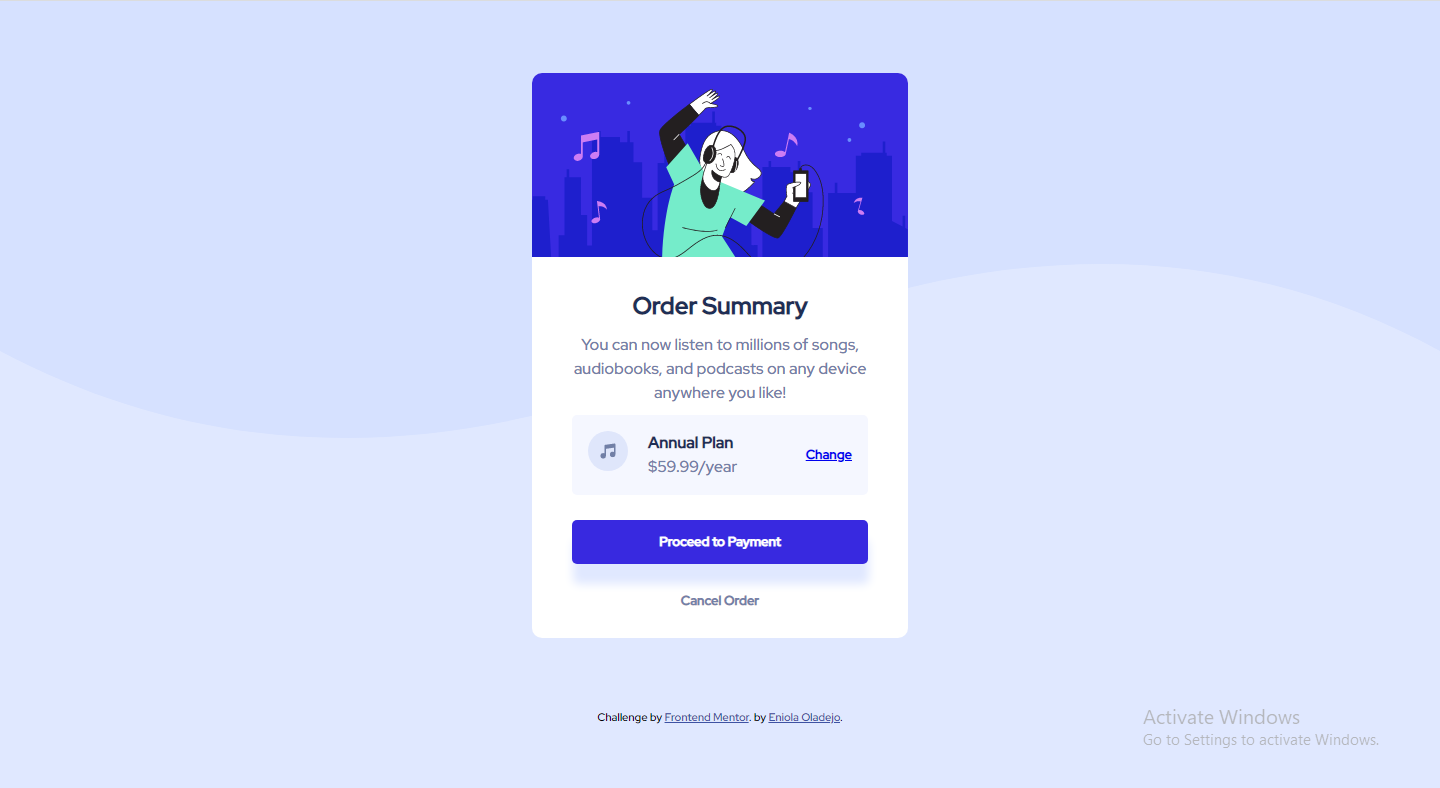 Order Summary
You can now listen to millions of songs,
audiobooks, and podcasts on any device
anywhere you like!
Annual Plan
$59.99/year
Change
Proceed to Payment
Cancel Order
Challenge by Frontend Mentor. by Eniola Oladejo.
Activate Windows
Go to Settings to activate Windows.